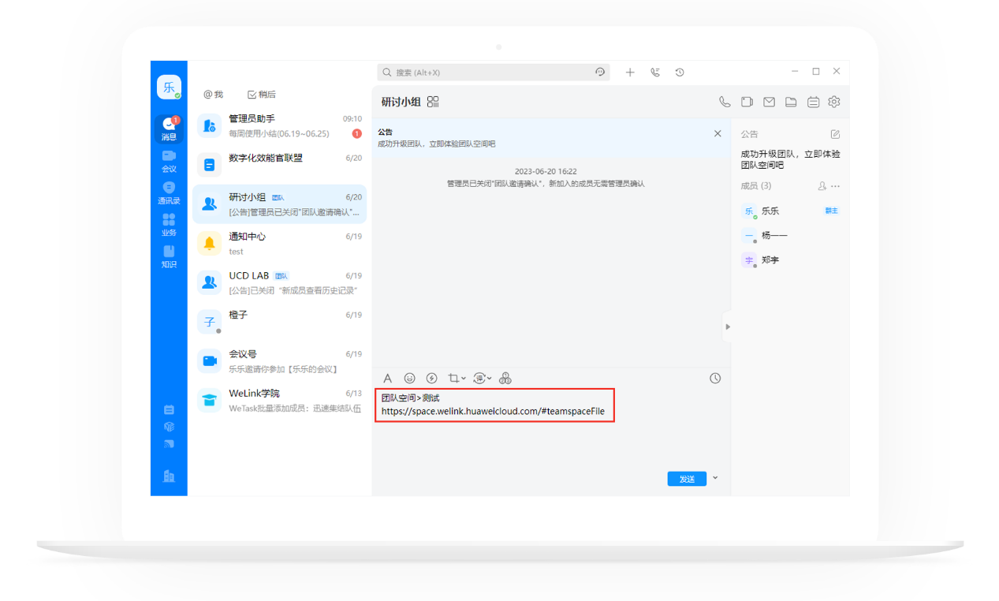 乐
1
消息
会议
通讯录
业务
知识
@我
稍后
管理员助手
09:10
每周使用小结(06.19~06.25)
1
数字化效能官联盟
6/20
研讨小组
团队
6/20
[公告]管理员已关闭"团队邀请确认"...
通知中心
6/19
test
UCD LAB
团队
6/19
[公告]已关闭 "新成员查看历史记录"
子
橙子
6/19
会议号
6/19
乐乐邀请你参加【乐乐的会议】
WeLink学院
6/13
WeTask批量添加成员：迅速集结队伍
搜索 (Alt+X)
研讨小组
公告
成功升级团队，立即体验团队空间吧
2023-06-20 16:22
管理员已关闭"团队邀请确认"，新加入的成员无需管理员确认
A
译
团队空间>测试
https://space.welink.huaweicloud.com/#teamspaceFile
发送
公告
成功升级团队，立即体验
团队空间吧
成员 (3)
乐
乐乐
群主
一
杨一一
宇
郑宇